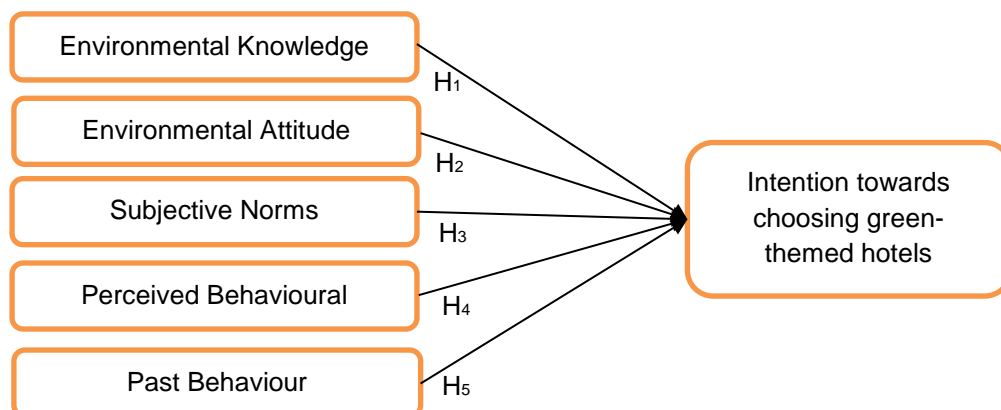 Environmental Knowledge
H1
Environmental Attitude
H2
Subjective Norms
H3
Perceived Behavioural
H4
Past Behaviour
H5
Intention towards
choosing green-
themed hotels